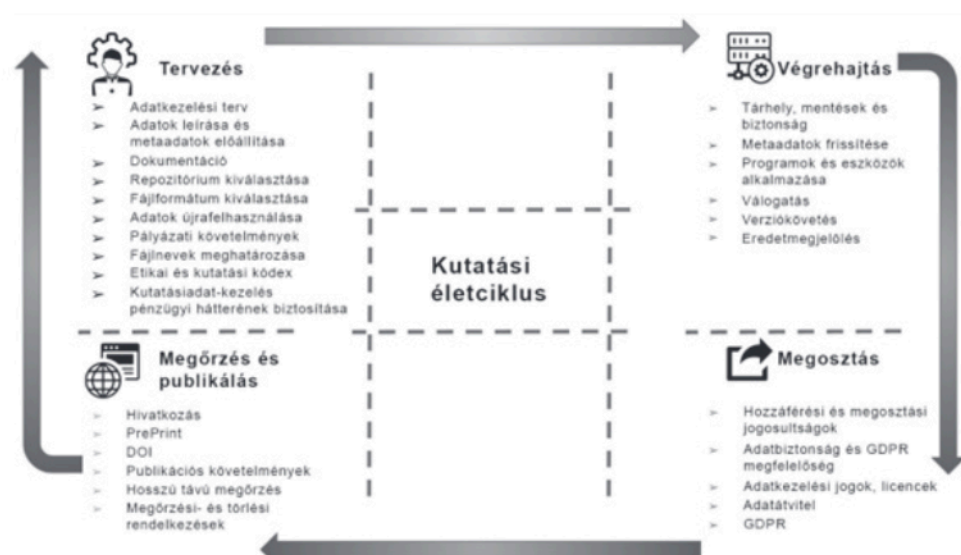 Tervezés
Adatkezelési terv
Adatok leírása és
metaadatok előállítása
Dokumentáció
Repozitórium kiválasztása
Fájlformátum kiválasztása
Adatok újrafelhasználása
Pályázati követelmények
Fájlnevek meghatározása
Etikai és kutatási kódex
Kutatásiadat-kezelés
pénzügyi hátterének biztosítása
Végrehajtás
Tárhely, mentések és
biztonság
Metaadatok frissítése
Programok és eszközök
alkalmazása
Válogatás
Verziókövetés
Eredetmegjelölés
Kutatási
életciklus
Megőrzés és
publikálás
Hivatkozás
PrePrint
DOI
Publikációs követelmények
Hosszú távú megőrzés
Megőrzési- és törlési
rendelkezések
Megosztás
Hozzáférési és megosztási
jogosultságok
Adatbiztonság és GDPR
megfelelőség
Adatkezelési jogok, licencek
Adatátvitel
GDPR